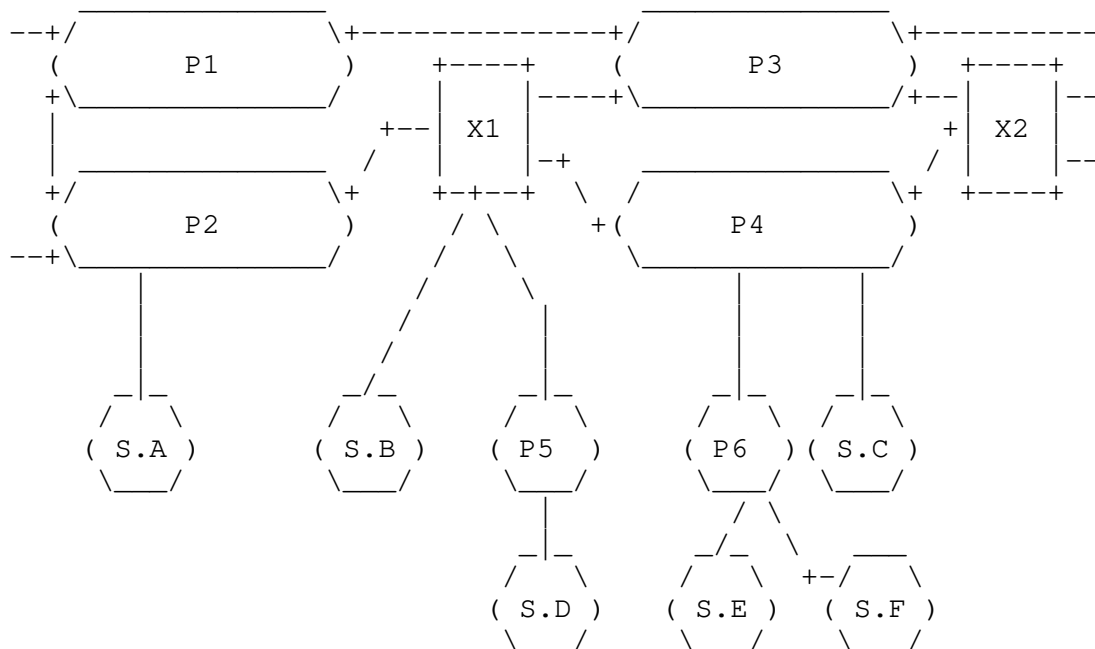 P1 P3
X1 X2
P2 P4
S.A S.B P5 P6 S.C
S.D S.E S.F